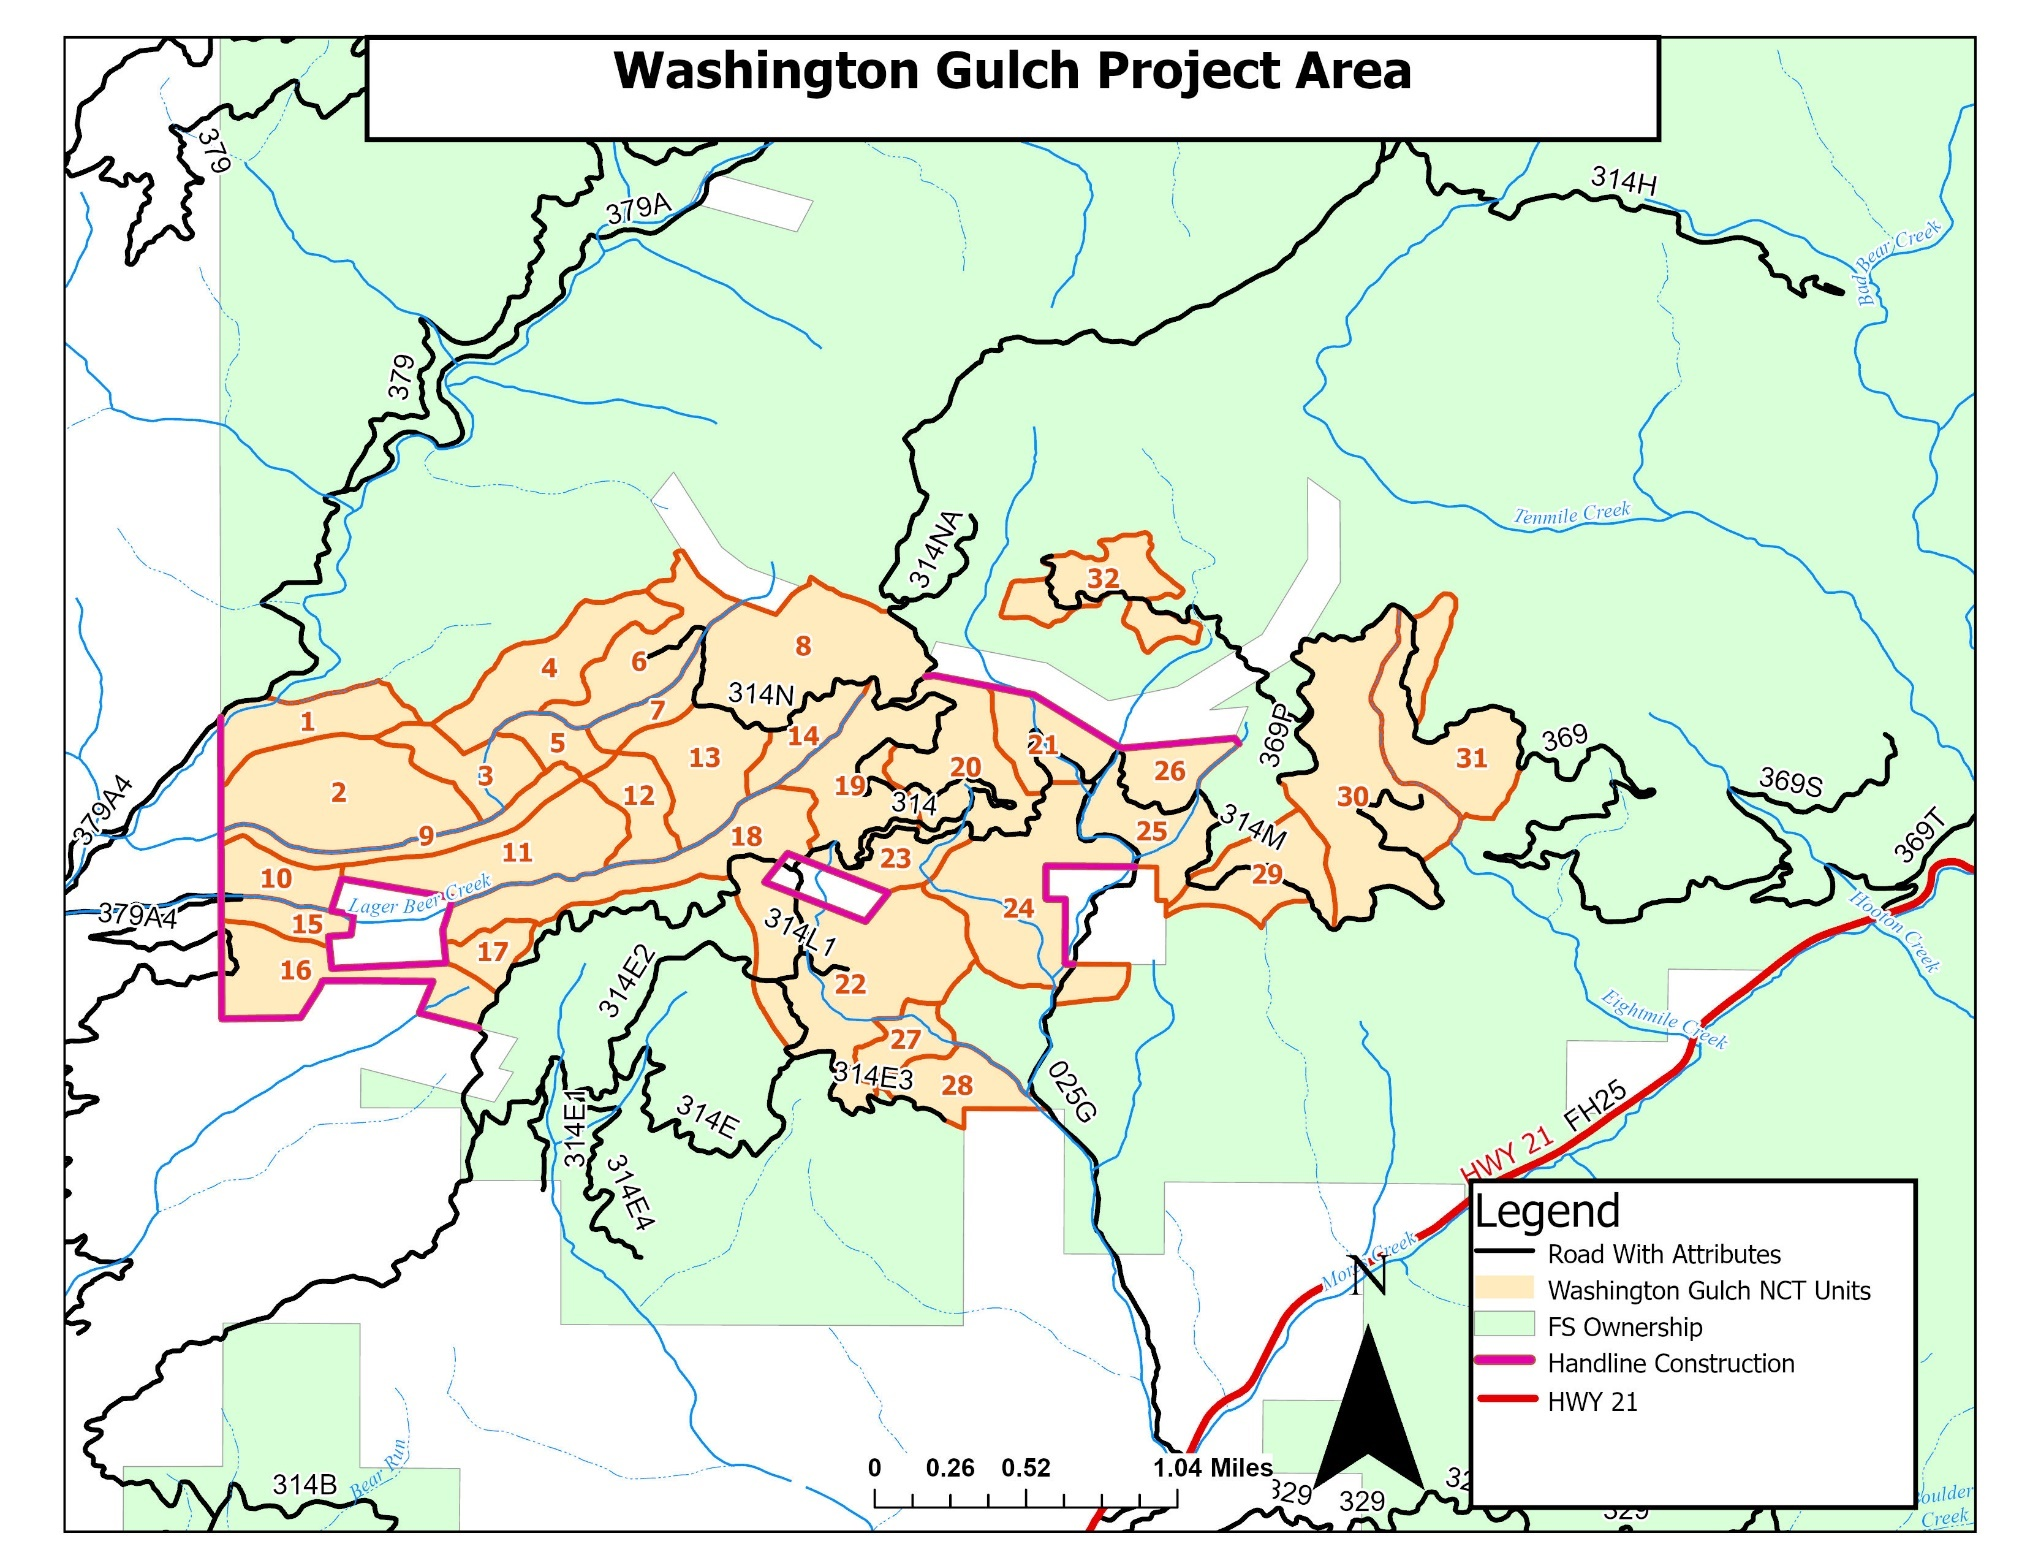 Washington Gulch Project Area
379
379A
314H
Bad Bear Creek
379
314NA
Tenmile Creek
32
8
6
4
314N
7
1
14
5
13
21
369P
369
31
26
20
3
19
2
12
314
30
369S
379A4
9
18
25
314M
369T
11
23
10
29
Lager Beer Creek
379A4
15
24
314L1
Hooton Creek
17
16
314E2
22
Eightmile Creek
27
314E3
28
025G
FH25
HWY 21
314E1
314E
314E4
Creek
N
Legend
Road With Attributes
Washington Gulch NCT Units
FS Ownership
Handline Construction
HWY 21
0 0.26 0.52 1.04 Miles
314B
Bear Run
329
329
329
Creek